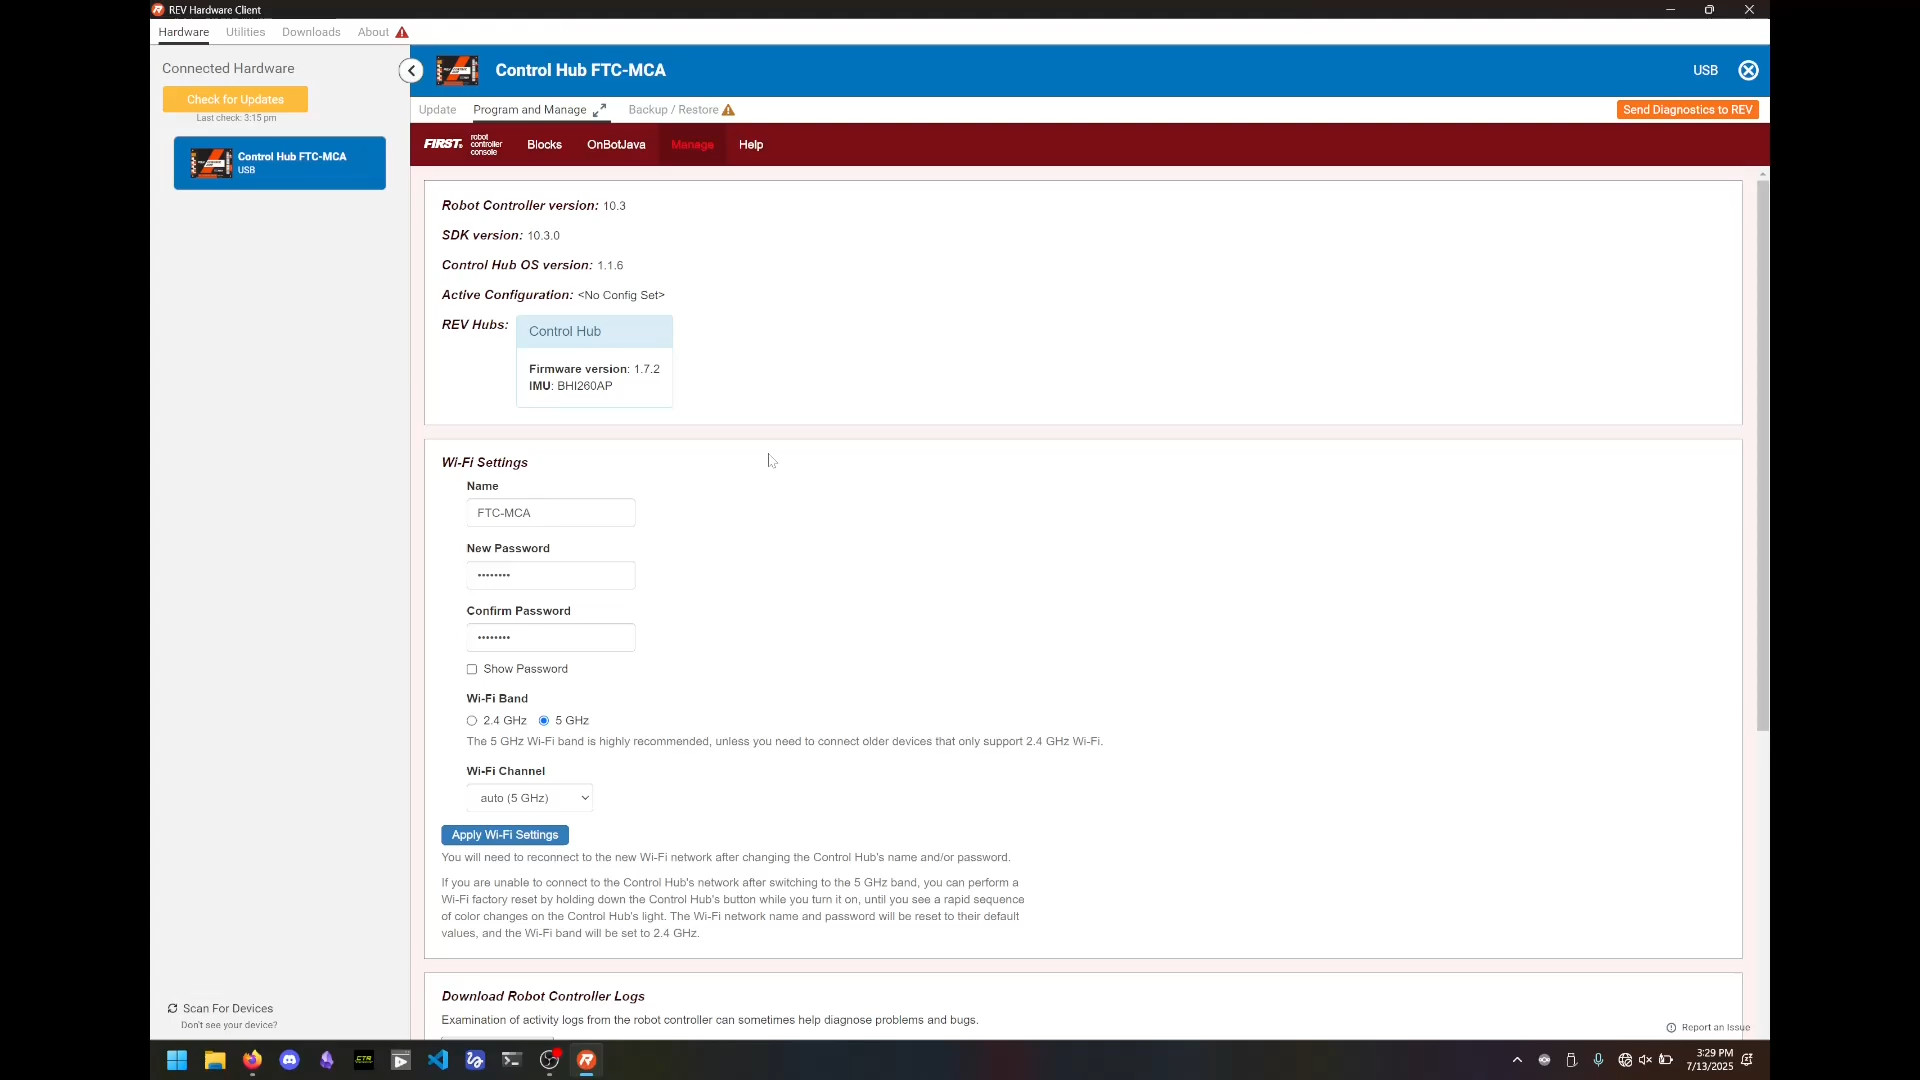 REV Hardware Client
Hardware Utilities Downloads About
Connected Hardware
Check for Updates
Last check: 3:15 pm
Control Hub FTC-MCA
USB
Control Hub FTC-MCA
USB
Update Program and Manage Backup / Restore
Send Diagnostics to REV
FIRST. robot controller console Blocks OnBotJava Manage Help
Robot Controller version: 10.3
SDK version: 10.3.0
Control Hub OS version: 1.1.6
Active Configuration: <No Config Set>
REV Hubs:
Control Hub
Firmware version: 1.7.2
IMU: BHI260AP
Wi-Fi Settings
Name
FTC-MCA
New Password
••••••••
Confirm Password
••••••••
Show Password
Wi-Fi Band
2.4 GHz 5 GHz
The 5 GHz Wi-Fi band is highly recommended, unless you need to connect older devices that only support 2.4 GHz Wi-Fi.
Wi-Fi Channel
auto (5 GHz)
Apply Wi-Fi Settings
You will need to reconnect to the new Wi-Fi network after changing the Control Hub's name and/or password.
If you are unable to connect to the Control Hub's network after switching to the 5 GHz band, you can perform a
Wi-Fi factory reset by holding down the Control Hub's button while you turn it on, until you see a rapid sequence
of color changes on the Control Hub's light. The Wi-Fi network name and password will be reset to their default
values, and the Wi-Fi band will be set to 2.4 GHz.
Download Robot Controller Logs
Examination of activity logs from the robot controller can sometimes help diagnose problems and bugs.
Scan For Devices
Don't see your device?
Report an Issue
CTR
3:29 PM
7/13/2025